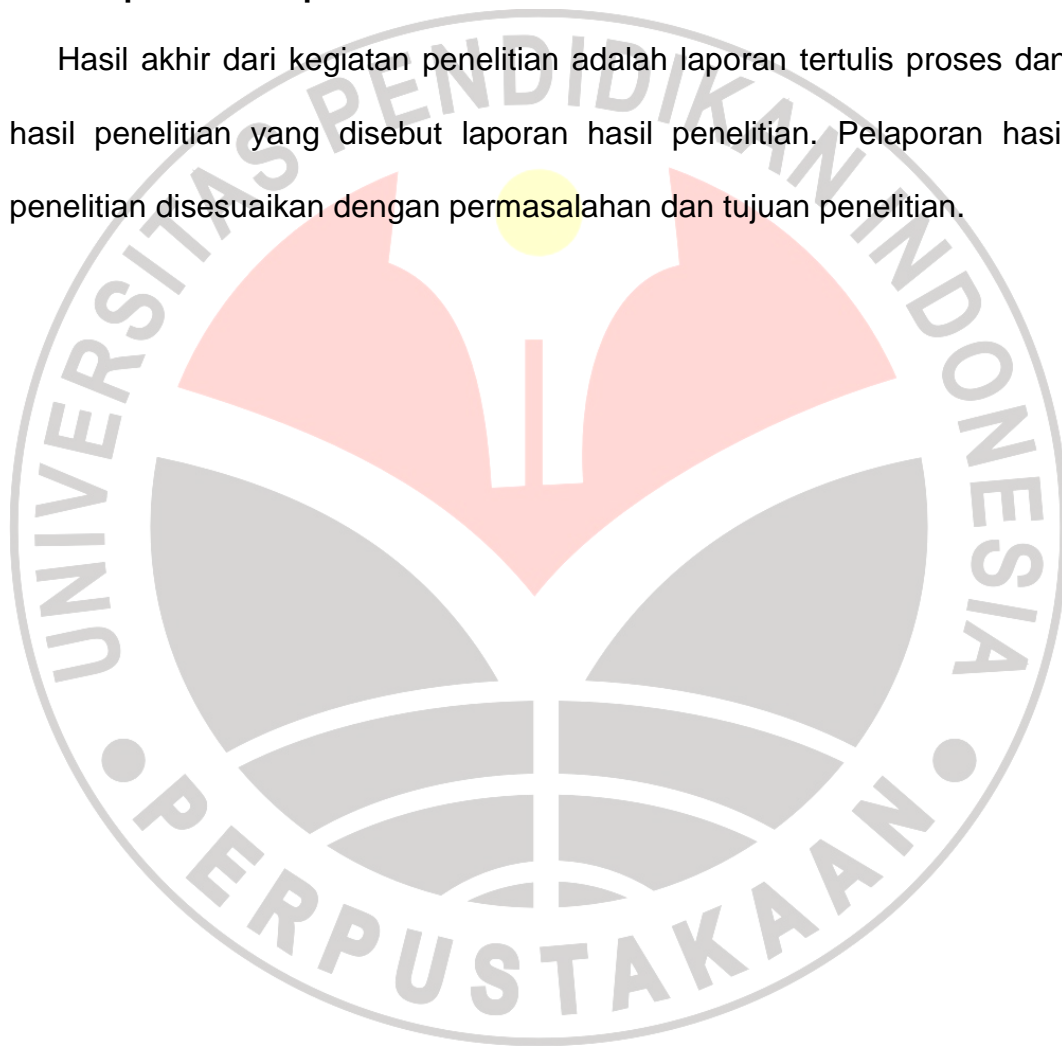 Hasil akhir dari kegiatan penelitian adalah laporan tertulis proses dan
hasil penelitian yang disebut laporan hasil penelitian. Pelaporan hasil
penelitian disesuaikan dengan permasalahan dan tujuan penelitian.
UNIVERSITAS PENDIDIKAN INDONESIA
PERPUSTAKAAN